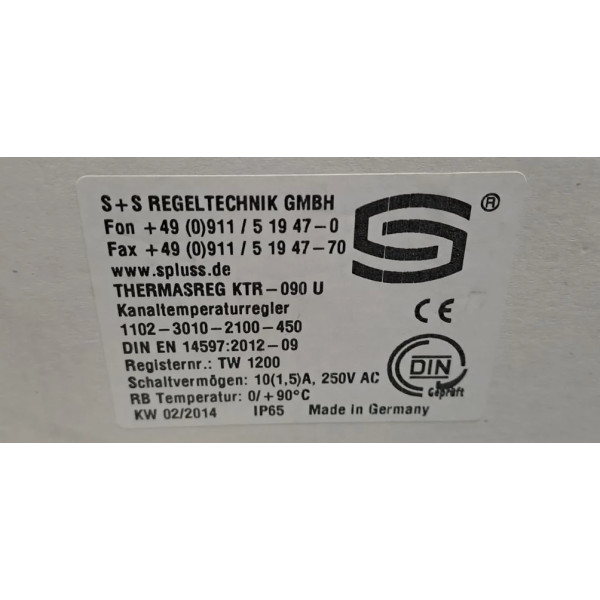 S+S REGELTECHNIK GMBH
Fon +49 (0)911 / 5 19 47-0
Fax +49 (0)911 / 5 19 47-70
www.spluss.de
THERMASREG KTR-090 U
Kanaltemperaturregler
1102-3010-2100-450
DIN EN 14597:2012-09
Registernr.: TW 1200
Schaltvermögen: 10(1,5)A, 250V AC
RB Temperatur: 0/+90°C
KW 02/2014 IP65 Made in Germany
S ®
CE
DIN
Geprüft